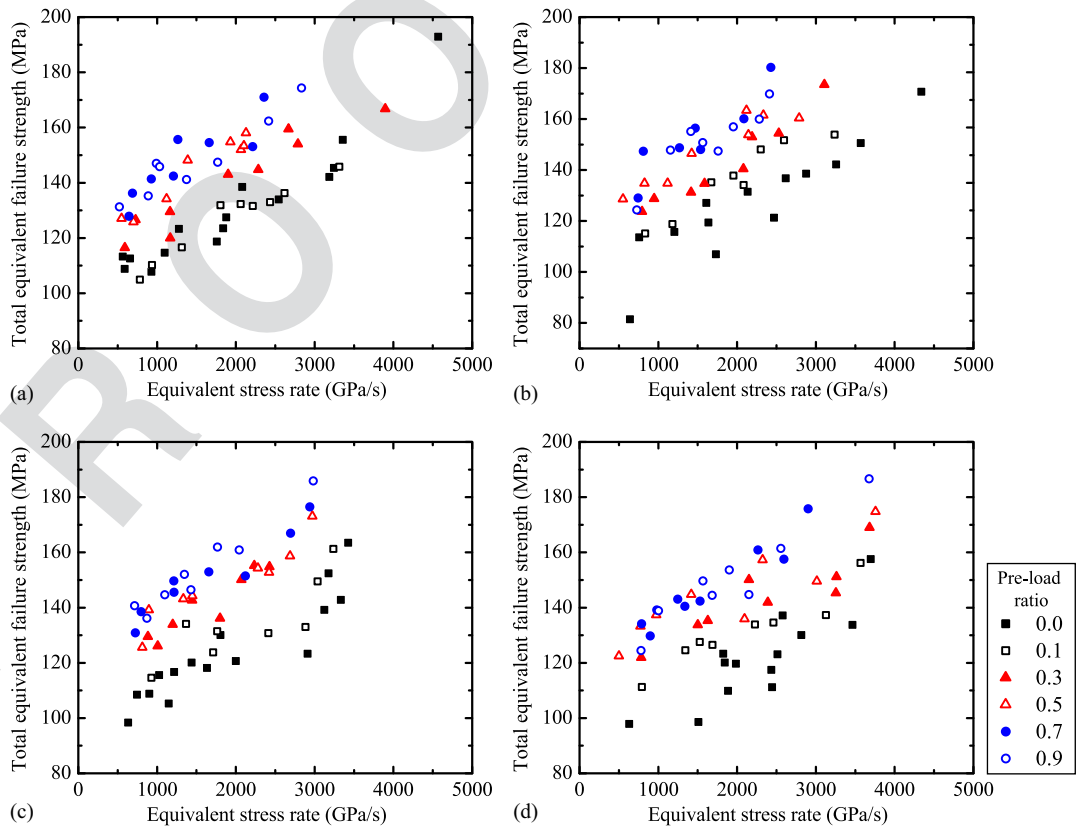 200
180
160
140
120
100
80
60
0 1000 2000 3000 4000 5000
Total equivalent failure strength (MPa)
Equivalent stress rate (GPa/s)
(a)
200
180
160
140
120
100
80
0 1000 2000 3000 4000 5000
Total equivalent failure strength (MPa)
Equivalent stress rate (GPa/s)
(b)
200
180
160
140
120
100
80
0 1000 2000 3000 4000 5000
Total equivalent failure strength (MPa)
Equivalent stress rate (GPa/s)
(c)
200
180
160
140
120
100
80
0 1000 2000 3000 4000 5000
Total equivalent failure strength (MPa)
Equivalent stress rate (GPa/s)
(d)
Pre-load
ratio
0.0
0.1
0.3
0.5
0.7
0.9
R O O